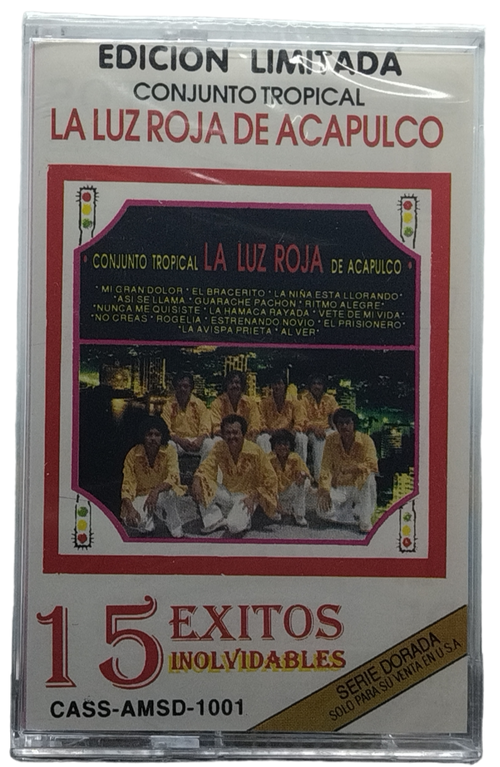 EDICION LIMITADA
CONJUNTO TROPICAL
LA LUZ ROJA DE ACAPULCO
• CONJUNTO TROPICAL LA LUZ ROJA DE ACAPULCO •
"MI GRAN DOLOR" "EL BRACERITO" "LA NIÑA ESTA LLORANDO"
"ASI SE LLAMA" "GUARACHE PACHON" "RITMO ALEGRE"
"NUNCA ME QUISISTE" "LA HAMACA RAYADA" "VETE DE MI VIDA"
"NO CREAS" "ROGELIA" "ESTRENANDO NOVIO" "EL PRISIONERO"
"LA AVISPA PRIETA" "AL VER"
15 EXITOS
INOLVIDABLES
CASS-AMSD-1001
SERIE DORADA
SOLO PARA SU VENTA EN U.S.A